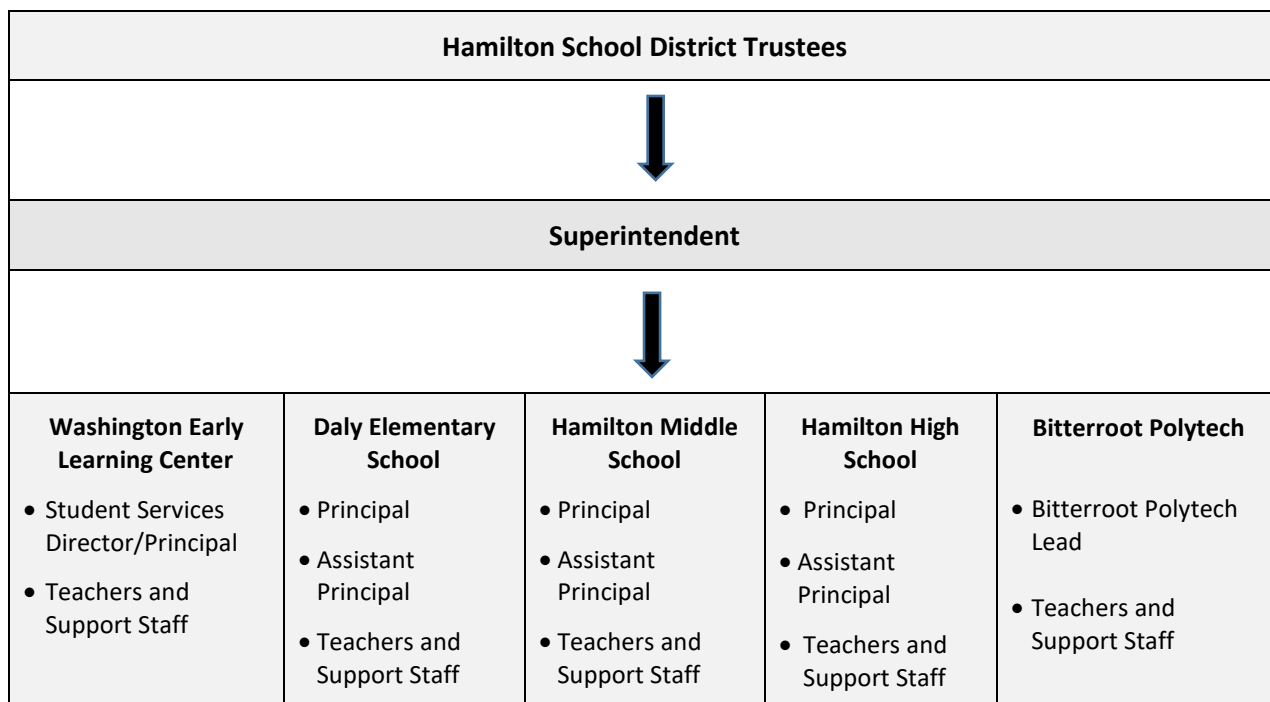 Hamilton School District Trustees
Superintendent
Washington Early
Learning Center
• Student Services
Director/Principal
• Teachers and
Support Staff
Daly Elementary
School
• Principal
• Assistant
Principal
• Teachers and
Support Staff
Hamilton Middle
School
• Principal
• Assistant
Principal
• Teachers and
Support Staff
Hamilton High
School
• Principal
• Assistant
Principal
• Teachers and
Support Staff
Bitterroot Polytech
• Bitterroot Polytech
Lead
• Teachers and
Support Staff